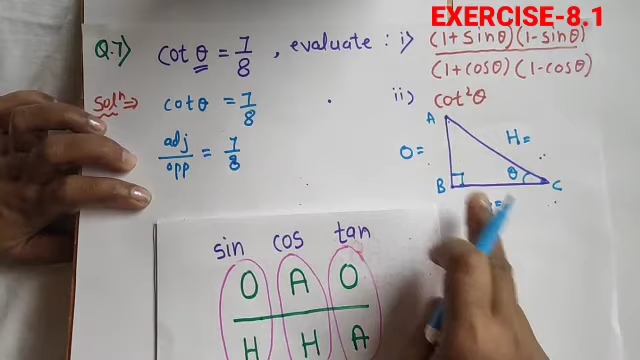 EXERCISE-8.1
Q.7) cot θ = 7/8 , evaluate : i) (1+sinθ)(1-sinθ)/(1+cosθ)(1-cosθ)
Solⁿ ⇒ cotθ = 7/8 . ii) cot²θ
adj/opp = 7/8
A
H=
O=
θ
B
C
=
sin cos tan
O A O
H H A